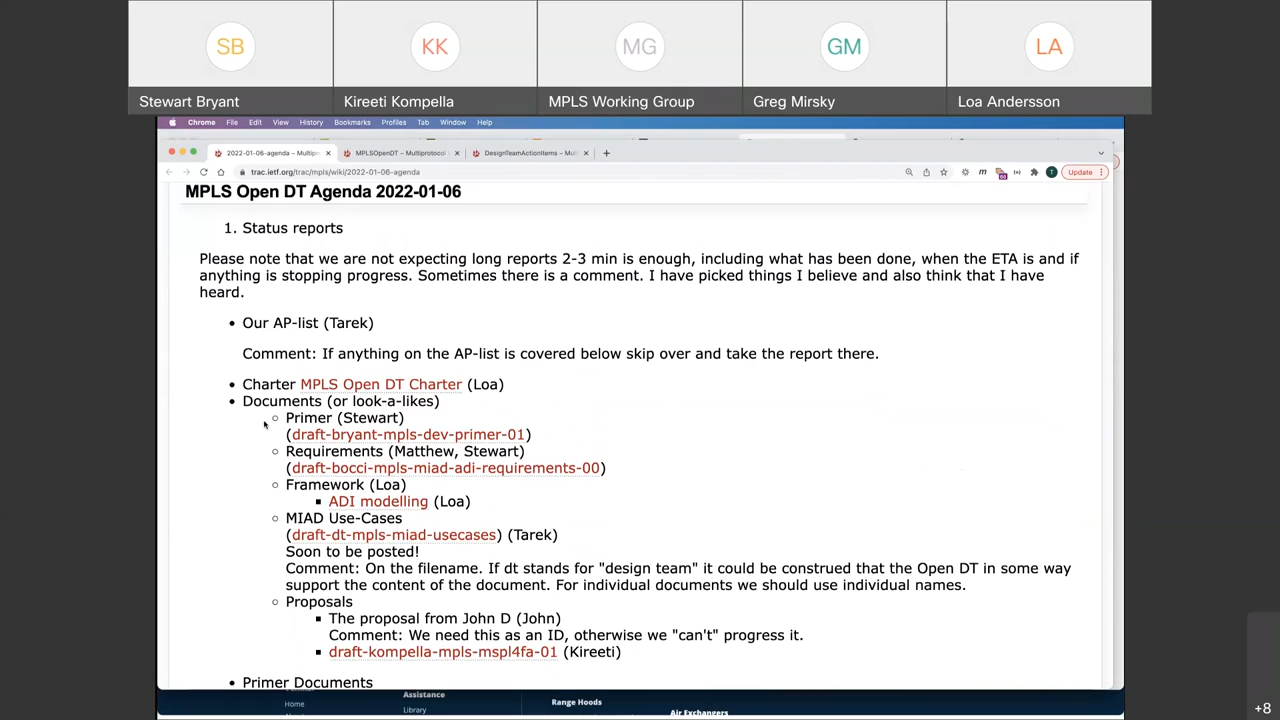 SB
KK
MG
GM
LA
Stewart Bryant
Kireeti Kompella
MPLS Working Group
Greg Mirsky
Loa Andersson
Chrome File Edit View History Bookmarks Profiles Tab Window Help
2022-01-06-agenda – Multipro
MPLSOpenDT – Multiprotocol
DesignTeamActionItems – Mult
trac.ietf.org/trac/mpls/wiki/2022-01-06-agenda
Update
MPLS Open DT Agenda 2022-01-06
1. Status reports
Please note that we are not expecting long reports 2-3 min is enough, including what has been done, when the ETA is and if
anything is stopping progress. Sometimes there is a comment. I have picked things I believe and also think that I have
heard.
• Our AP-list (Tarek)
Comment: If anything on the AP-list is covered below skip over and take the report there.
• Charter MPLS Open DT Charter (Loa)
• Documents (or look-a-likes)
○ Primer (Stewart)
(draft-bryant-mpls-dev-primer-01)
○ Requirements (Matthew, Stewart)
(draft-bocci-mpls-miad-adi-requirements-00)
○ Framework (Loa)
▪ ADI modelling (Loa)
○ MIAD Use-Cases
(draft-dt-mpls-miad-usecases) (Tarek)
Soon to be posted!
Comment: On the filename. If dt stands for "design team" it could be construed that the Open DT in some way
support the content of the document. For individual documents we should use individual names.
○ Proposals
▪ The proposal from John D (John)
Comment: We need this as an ID, otherwise we "can't" progress it.
▪ draft-kompella-mpls-mspl4fa-01 (Kireeti)
• Primer Documents
Home
Assistance
Library
Range Hoods
Air Exchangers
+8